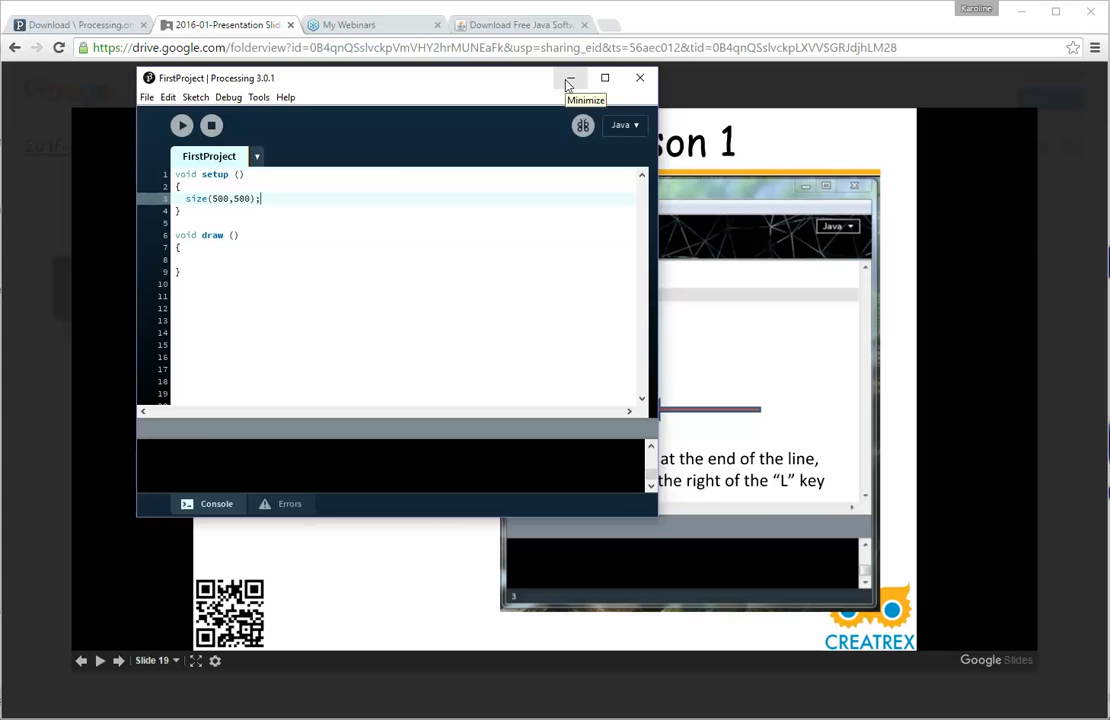 Karoline
Download \ Processing.or
2016-01-Presentation Slid
My Webinars
Download Free Java Softw
https://drive.google.com/folderview?id=0B4qnQSslvckpVmVHY2hrMUNEaFk&usp=sharing_eid&ts=56aec012&tid=0B4qnQSslvckpLXVVSGRJdjhLM28
FirstProject | Processing 3.0.1
Minimize
File Edit Sketch Debug Tools Help
Java
FirstProject
1 void setup ()
2 {
3 size(500,500);
4 }
5
6 void draw ()
7 {
8
9 }
10
11
12
13
14
15
16
17
18
19
Console
Errors
son 1
Java
at the end of the line,
the right of the “L” key
3
CREATREX
Slide 19
Google Slides